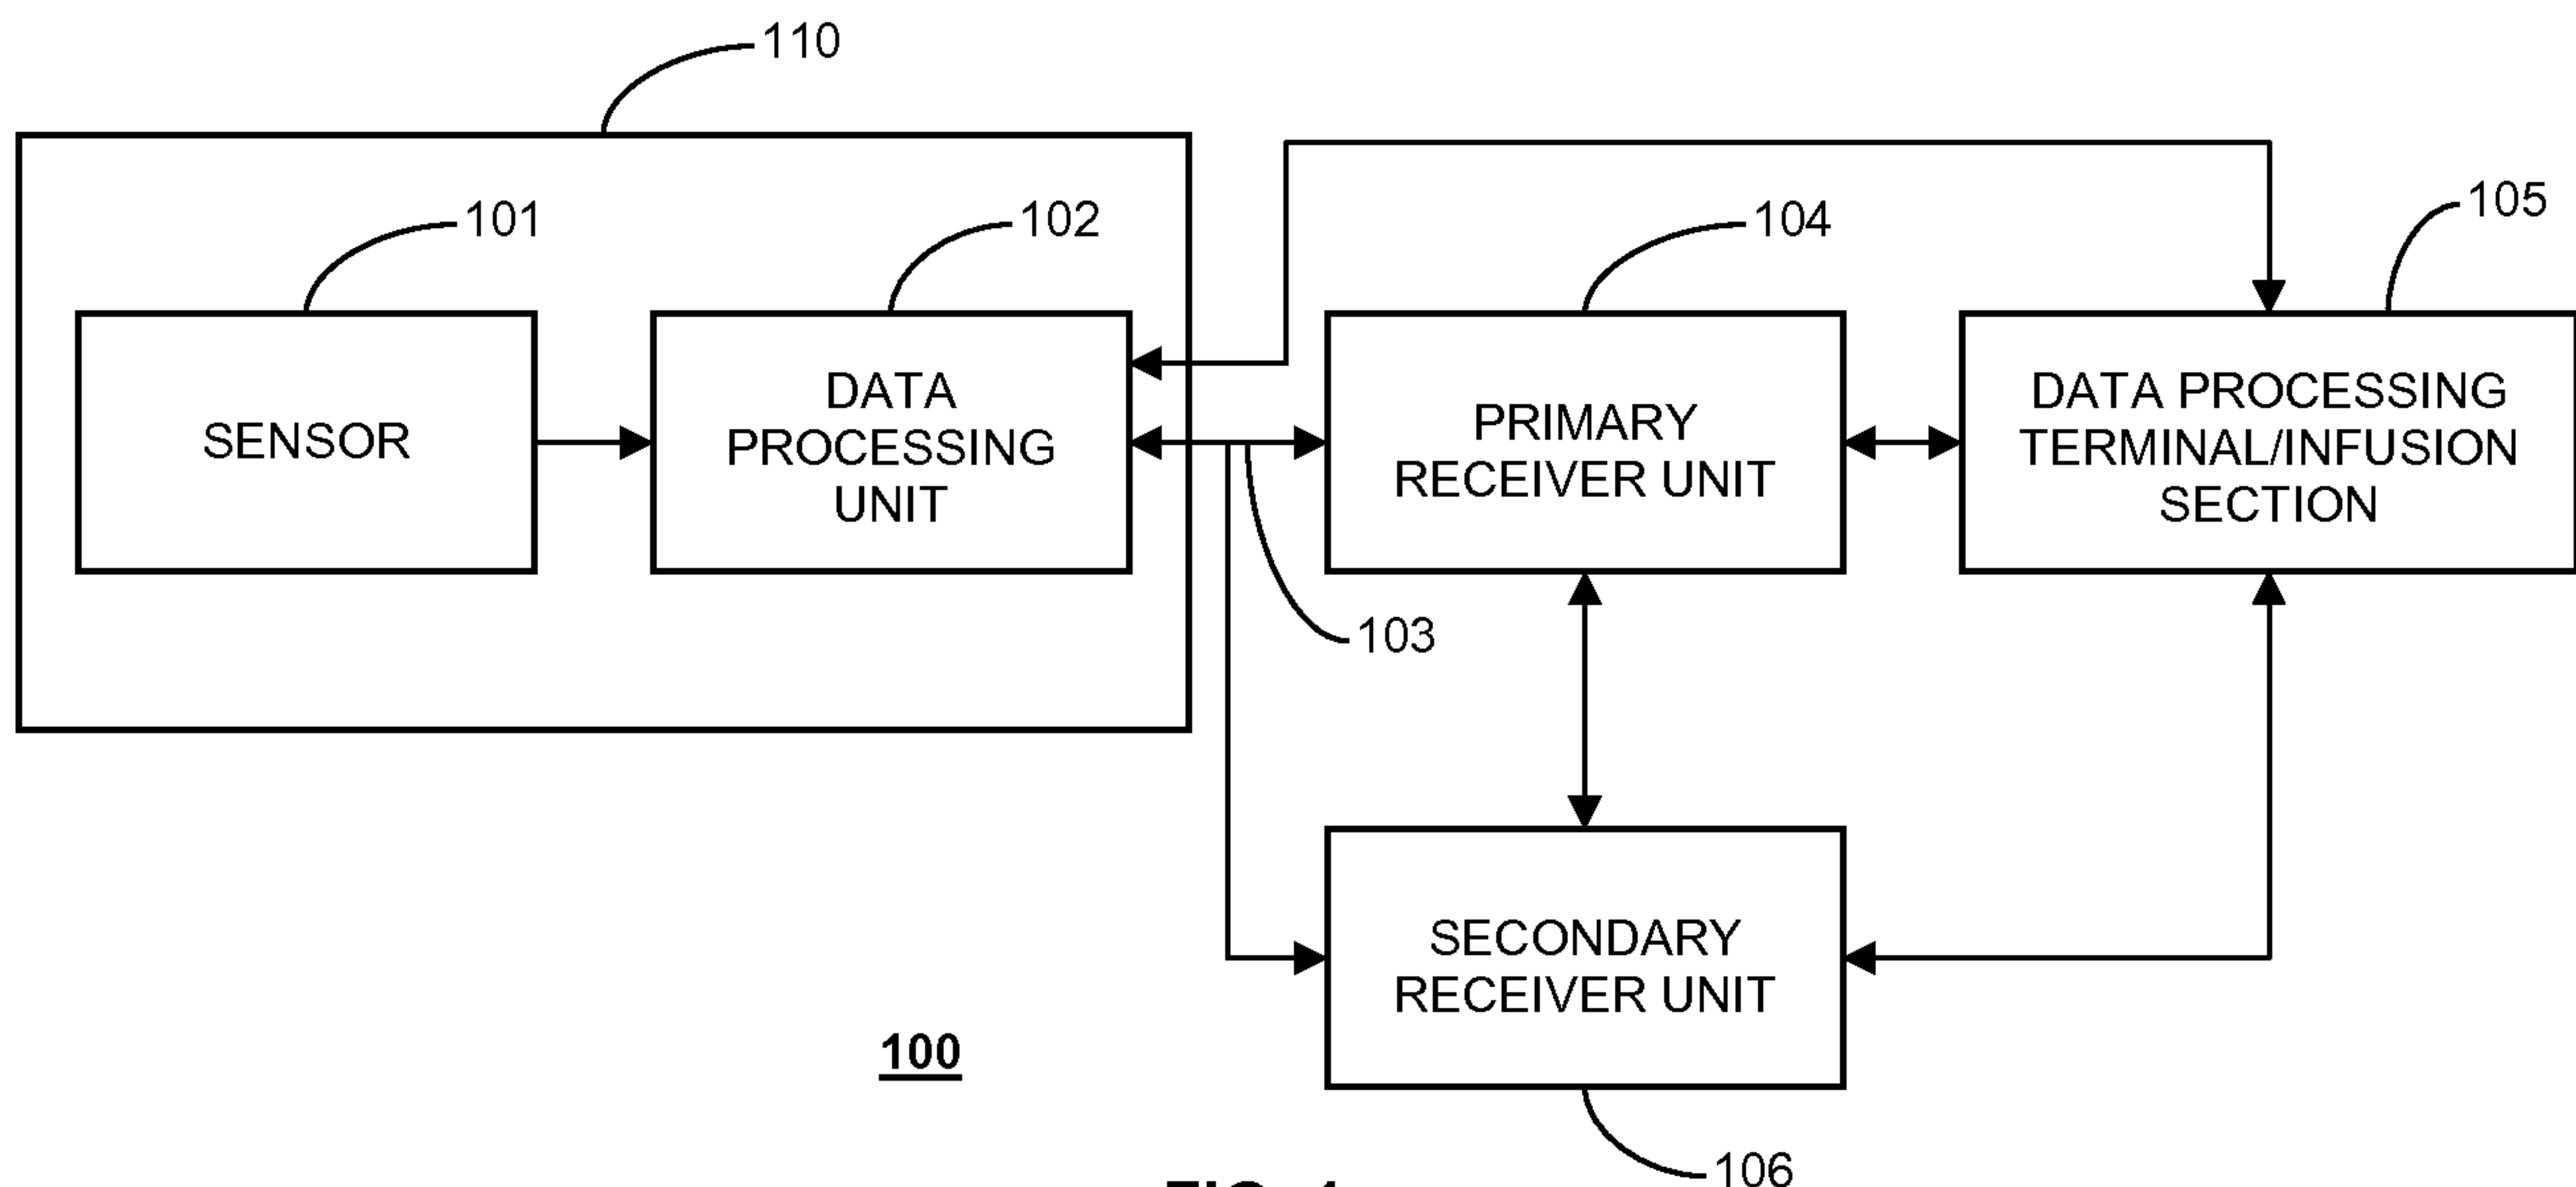 110
101
102
104
105
SENSOR
DATA
PROCESSING
UNIT
PRIMARY
RECEIVER UNIT
DATA PROCESSING
TERMINAL/INFUSION
SECTION
103
SECONDARY
RECEIVER UNIT
100
106